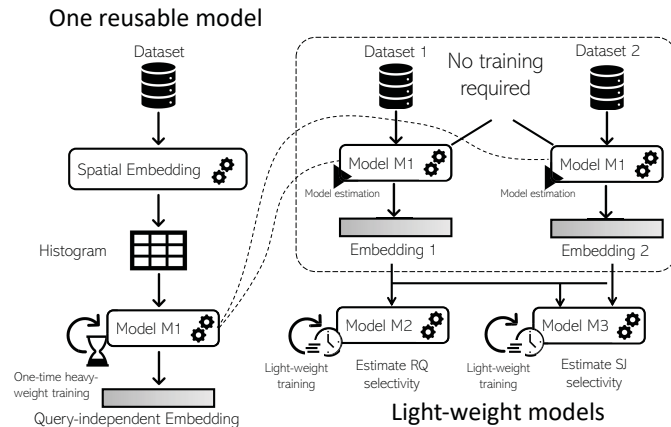 One reusable model
Dataset
Spatial Embedding
Histogram
Model M1
One-time heavy-
weight training
Query-independent Embedding
Dataset 1
Dataset 2
No training
required
Model M1
Model estimation
Embedding 1
Model M1
Model estimation
Embedding 2
Model M2
Light-weight
training
Estimate RQ
selectivity
Model M3
Light-weight
training
Estimate SJ
selectivity
Light-weight models